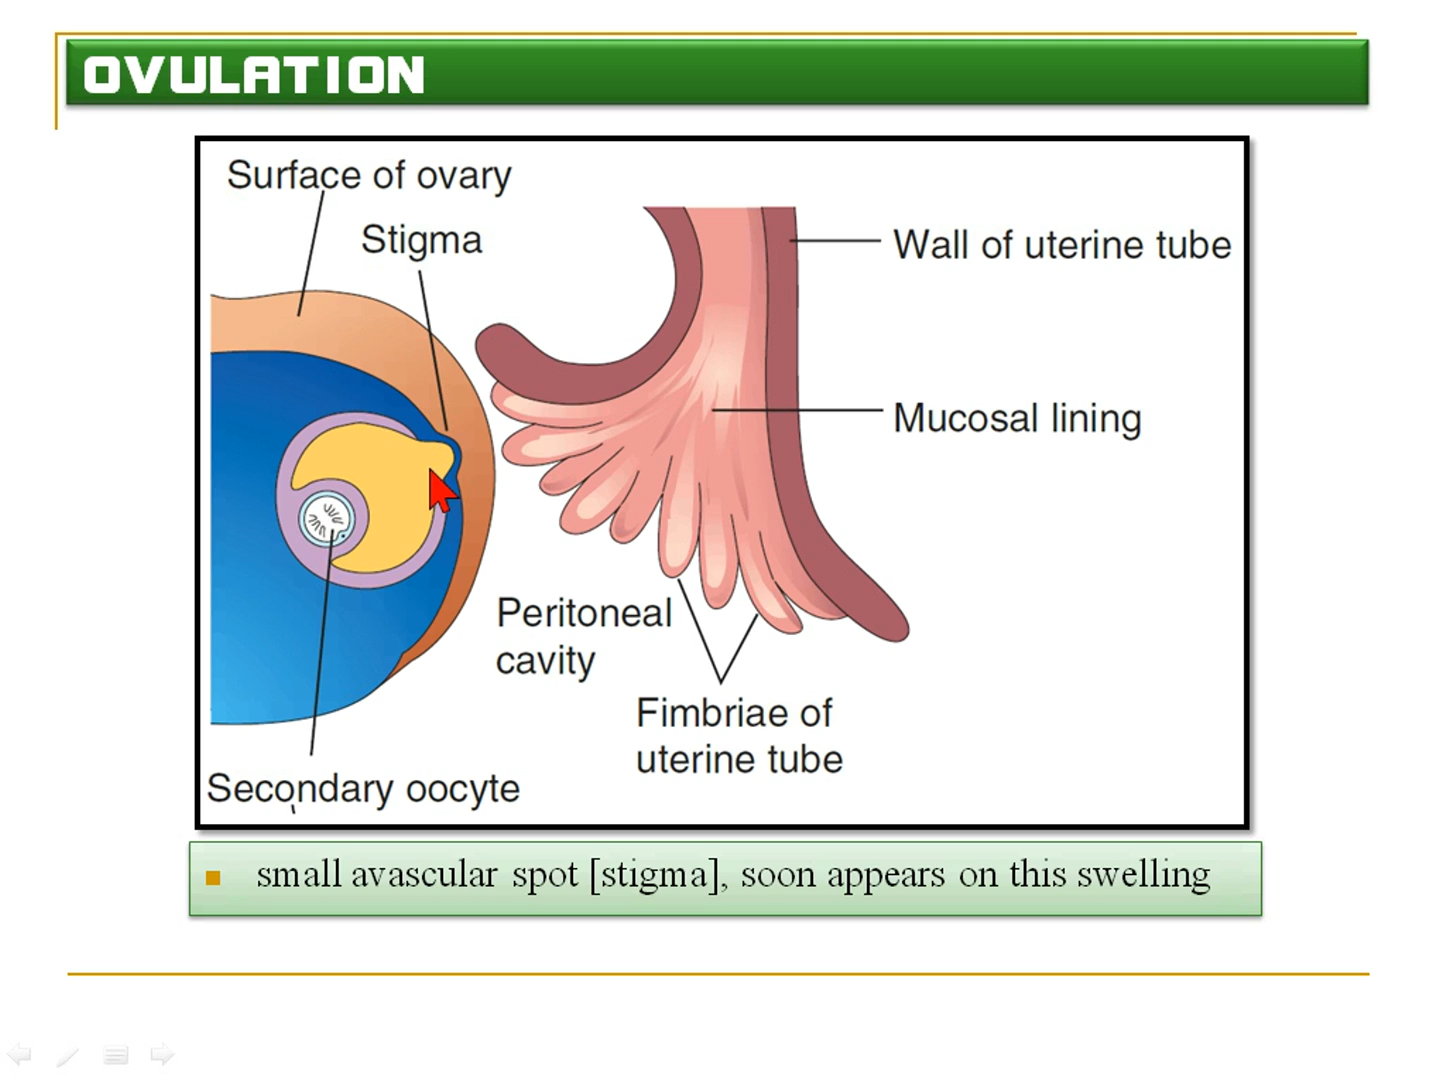 OVULATION
Surface of ovary
Stigma
Wall of uterine tube
Mucosal lining
Peritoneal
cavity
Fimbriae of
uterine tube
Secondary oocyte
small avascular spot [stigma], soon appears on this swelling